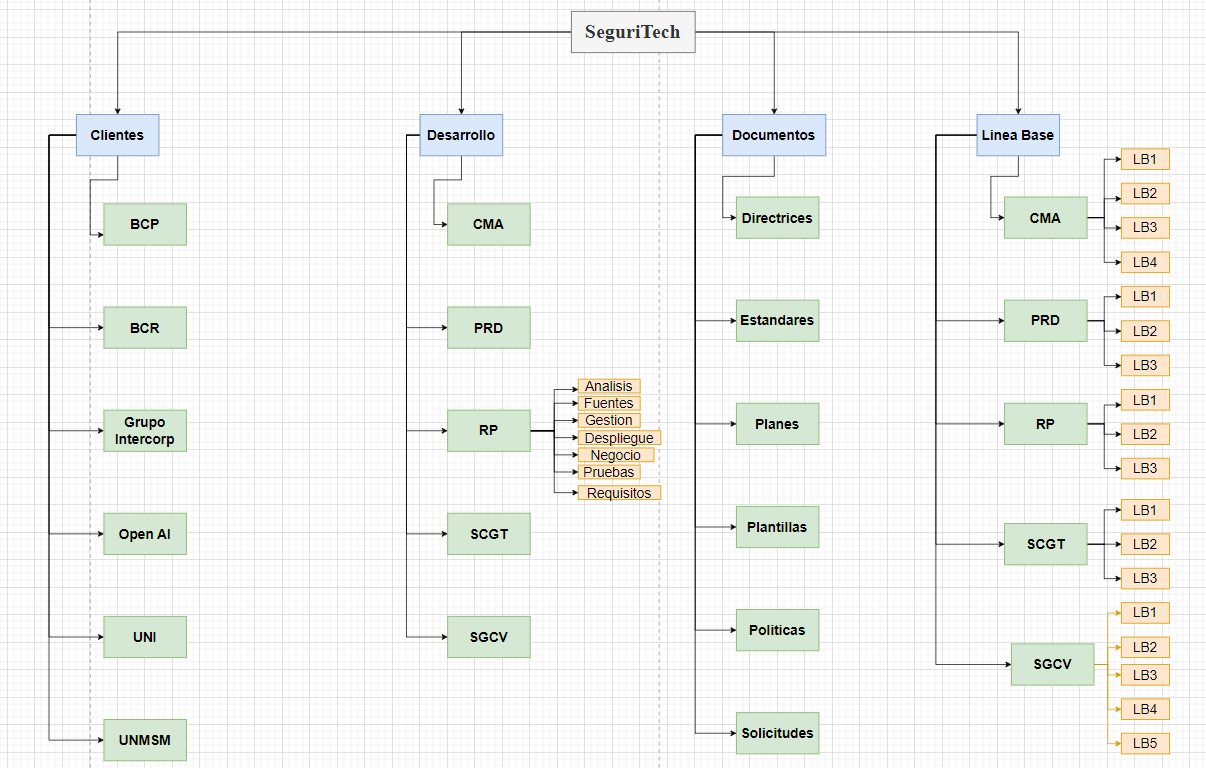 SeguriTech
Clientes
BCP
BCR
Grupo
Intercorp
Open AI
UNI
UNMSM
Desarrollo
CMA
PRD
RP
Analisis
Fuentes
Gestion
Despliegue
Negocio
Pruebas
Requisitos
SCGT
SGCV
Documentos
Directrices
Estandares
Planes
Plantillas
Politicas
Solicitudes
Linea Base
CMA
LB1
LB2
LB3
LB4
PRD
LB1
LB2
LB3
RP
LB1
LB2
LB3
SCGT
LB1
LB2
LB3
SGCV
LB1
LB2
LB3
LB4
LB5